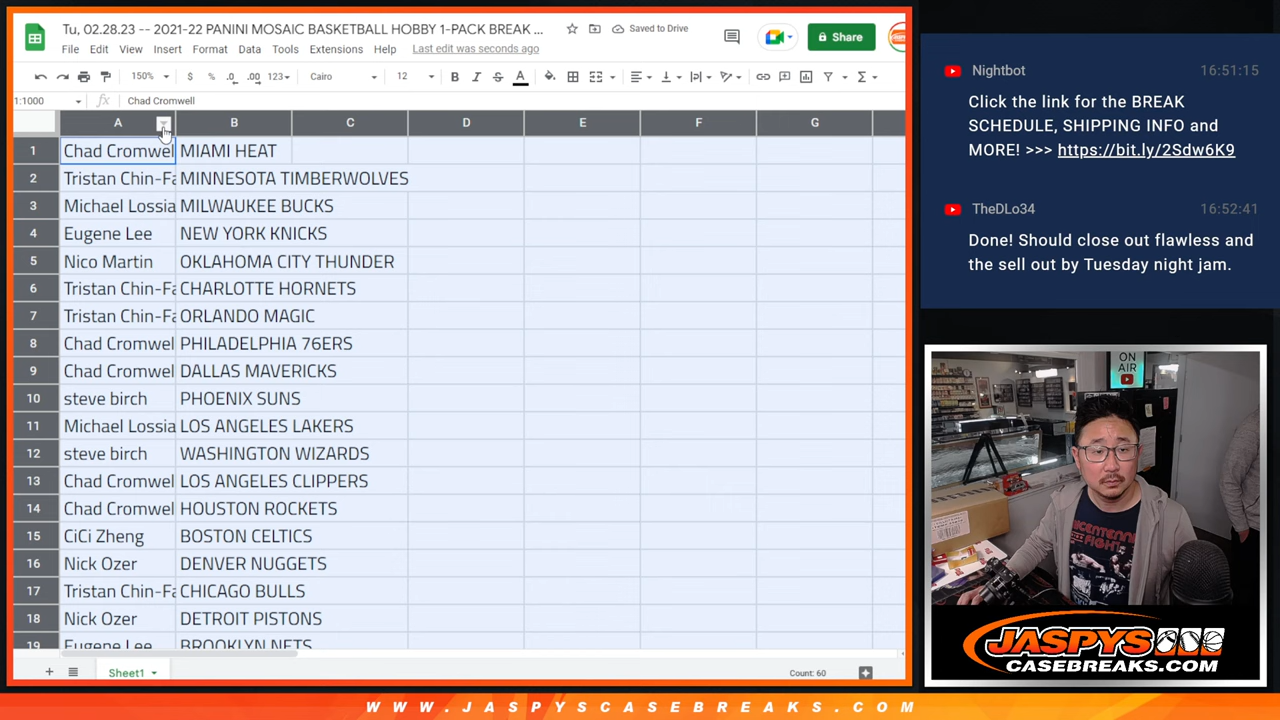 Tu, 02.28.23 -- 2021-22 PANINI MOSAIC BASKETBALL HOBBY 1-PACK BREAK ...
Saved to Drive
Share
File Edit View Insert Format Data Tools Extensions Help Last edit was seconds ago
150% $ % .0 .00 123 Cairo 12 B I S A
1:1000 fx Chad Cromwell
A B C D E F G
1 Chad Cromwel MIAMI HEAT
2 Tristan Chin-Fa MINNESOTA TIMBERWOLVES
3 Michael Lossia MILWAUKEE BUCKS
4 Eugene Lee NEW YORK KNICKS
5 Nico Martin OKLAHOMA CITY THUNDER
6 Tristan Chin-Fa CHARLOTTE HORNETS
7 Tristan Chin-Fa ORLANDO MAGIC
8 Chad Cromwel PHILADELPHIA 76ERS
9 Chad Cromwel DALLAS MAVERICKS
10 steve birch PHOENIX SUNS
11 Michael Lossia LOS ANGELES LAKERS
12 steve birch WASHINGTON WIZARDS
13 Chad Cromwel LOS ANGELES CLIPPERS
14 Chad Cromwel HOUSTON ROCKETS
15 CiCi Zheng BOSTON CELTICS
16 Nick Ozer DENVER NUGGETS
17 Tristan Chin-Fa CHICAGO BULLS
18 Nick Ozer DETROIT PISTONS
19 Eugene Lee BROOKLYN NETS
Sheet1
Count: 60
Nightbot 16:51:15
Click the link for the BREAK
SCHEDULE, SHIPPING INFO and
MORE! >>> https://bit.ly/2Sdw6K9
TheDLo34 16:52:41
Done! Should close out flawless and
the sell out by Tuesday night jam.
ON
AIR
JASPYS
CASEBREAKS.COM
WWW.JASPYSCASEBREAKS.COM